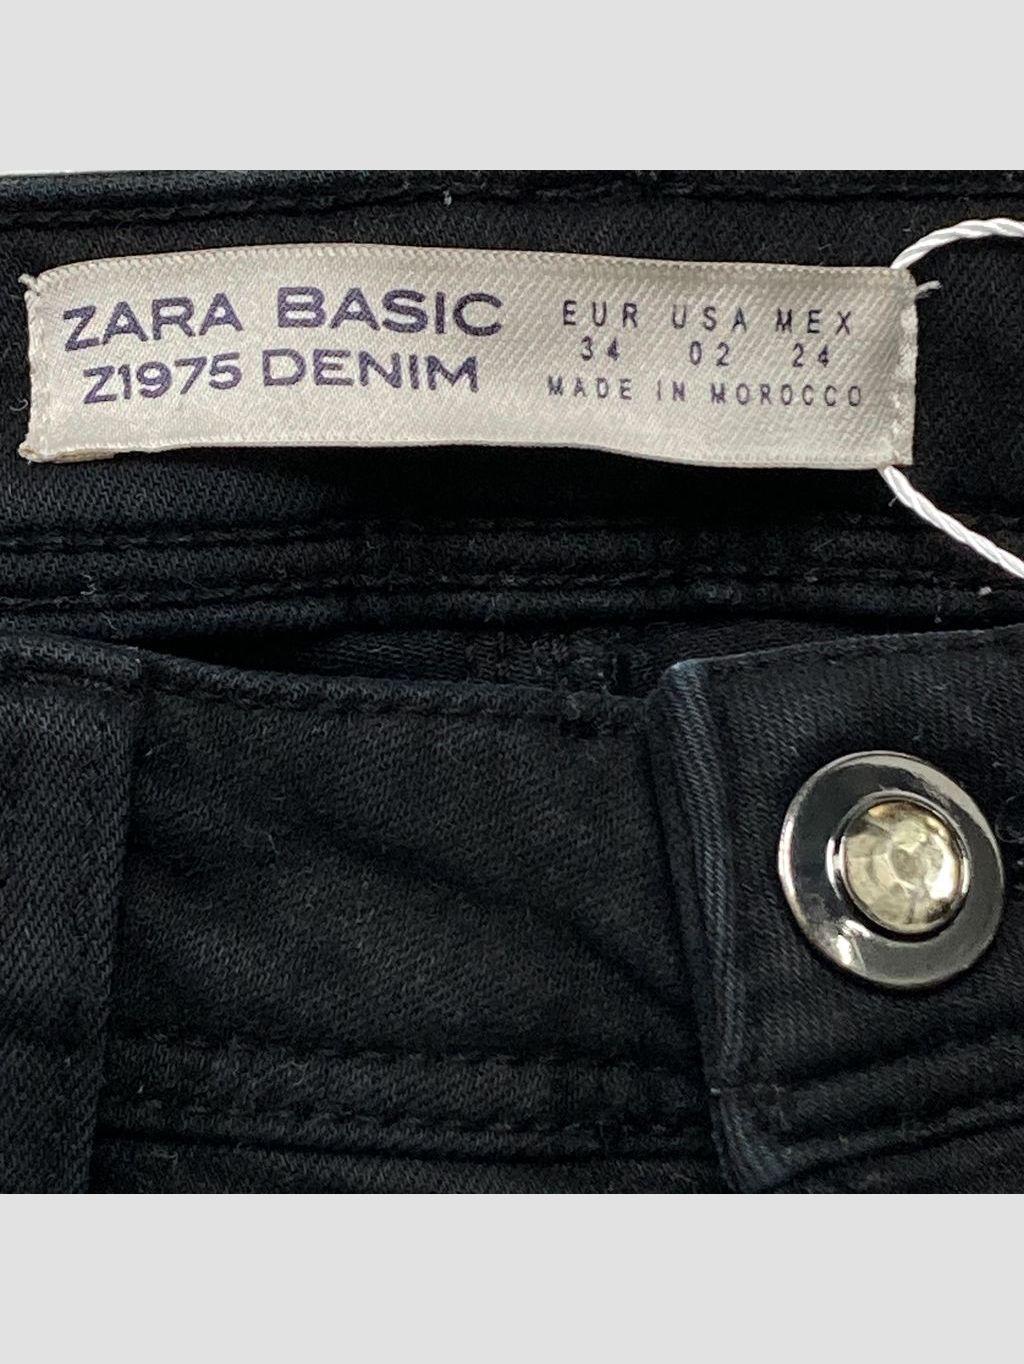 ZARA BASIC
Z1975 DENIM
EUR USA MEX
34 02 24
MADE IN MOROCCO